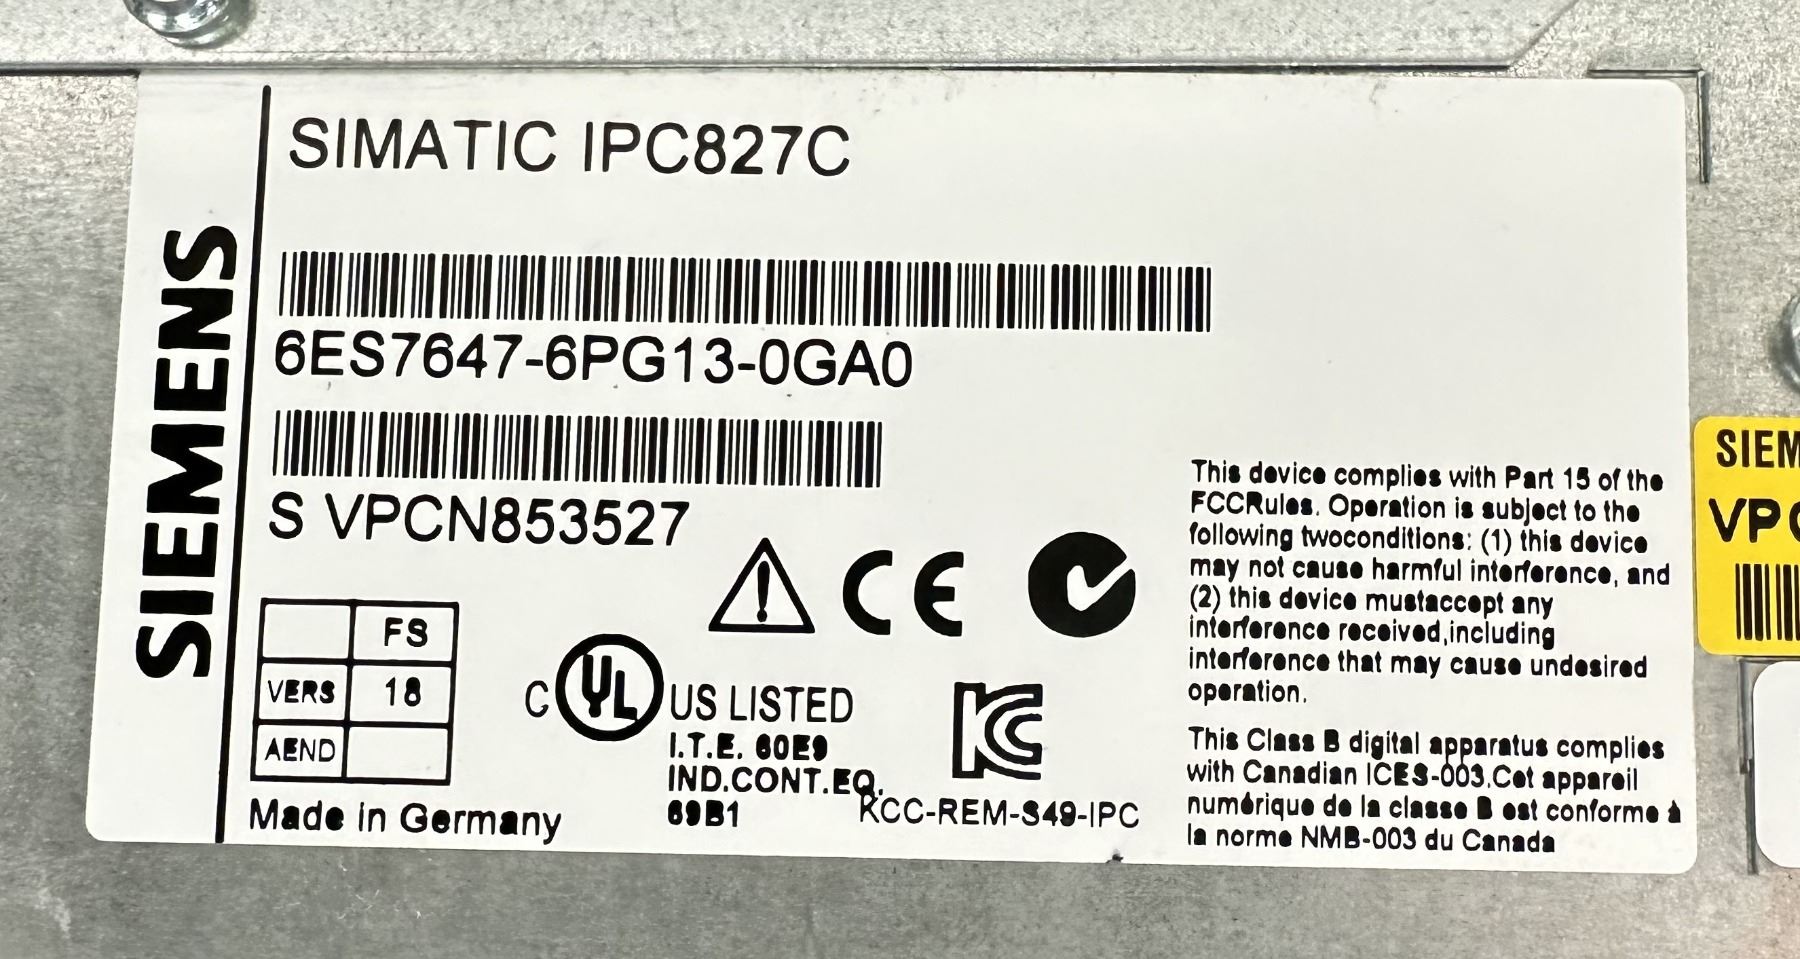 SIEMENS
SIMATIC IPC827C
6ES7647-6PG13-0GA0
S VPCN853527
FS
VERS 18
AEND
Made in Germany
C UL US LISTED
I.T.E. 60E9
IND.CONT.EQ.
69B1
CE
KCC-REM-S49-IPC
This device complies with Part 15 of the
FCCRules. Operation is subject to the
following twoconditions: (1) this device
may not cause harmful interference, and
(2) this device mustaccept any
interference received,including
interference that may cause undesired
operation.
This Class B digital apparatus complies
with Canadian ICES-003.Cet appareil
numérique de la classe B est conforme à
la norme NMB-003 du Canada
SIEM
VPC